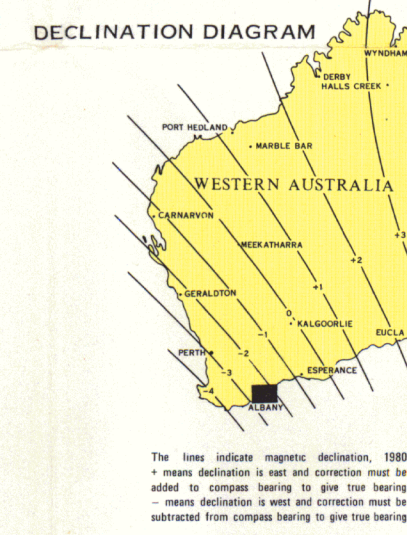 DECLINATION DIAGRAM
WYNDHAM
DERBY
HALLS CREEK
PORT HEDLAND
MARBLE BAR
WESTERN AUSTRALIA
CARNARVON
+3
MEEKATHARRA
+2
+1
GERALDTON
0
KALGOORLIE
-1
EUCLA
PERTH
-2
-3
ESPERANCE
-4
ALBANY
The lines indicate magnetic declination, 1980
+ means declination is east and correction must be
added to compass bearing to give true bearing
- means declination is west and correction must be
subtracted from compass bearing to give true bearing